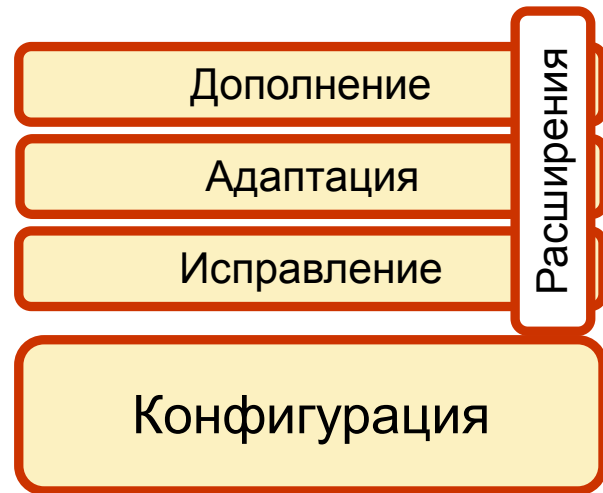 Дополнение
Адаптация
Исправление
Расширения
Конфигурация